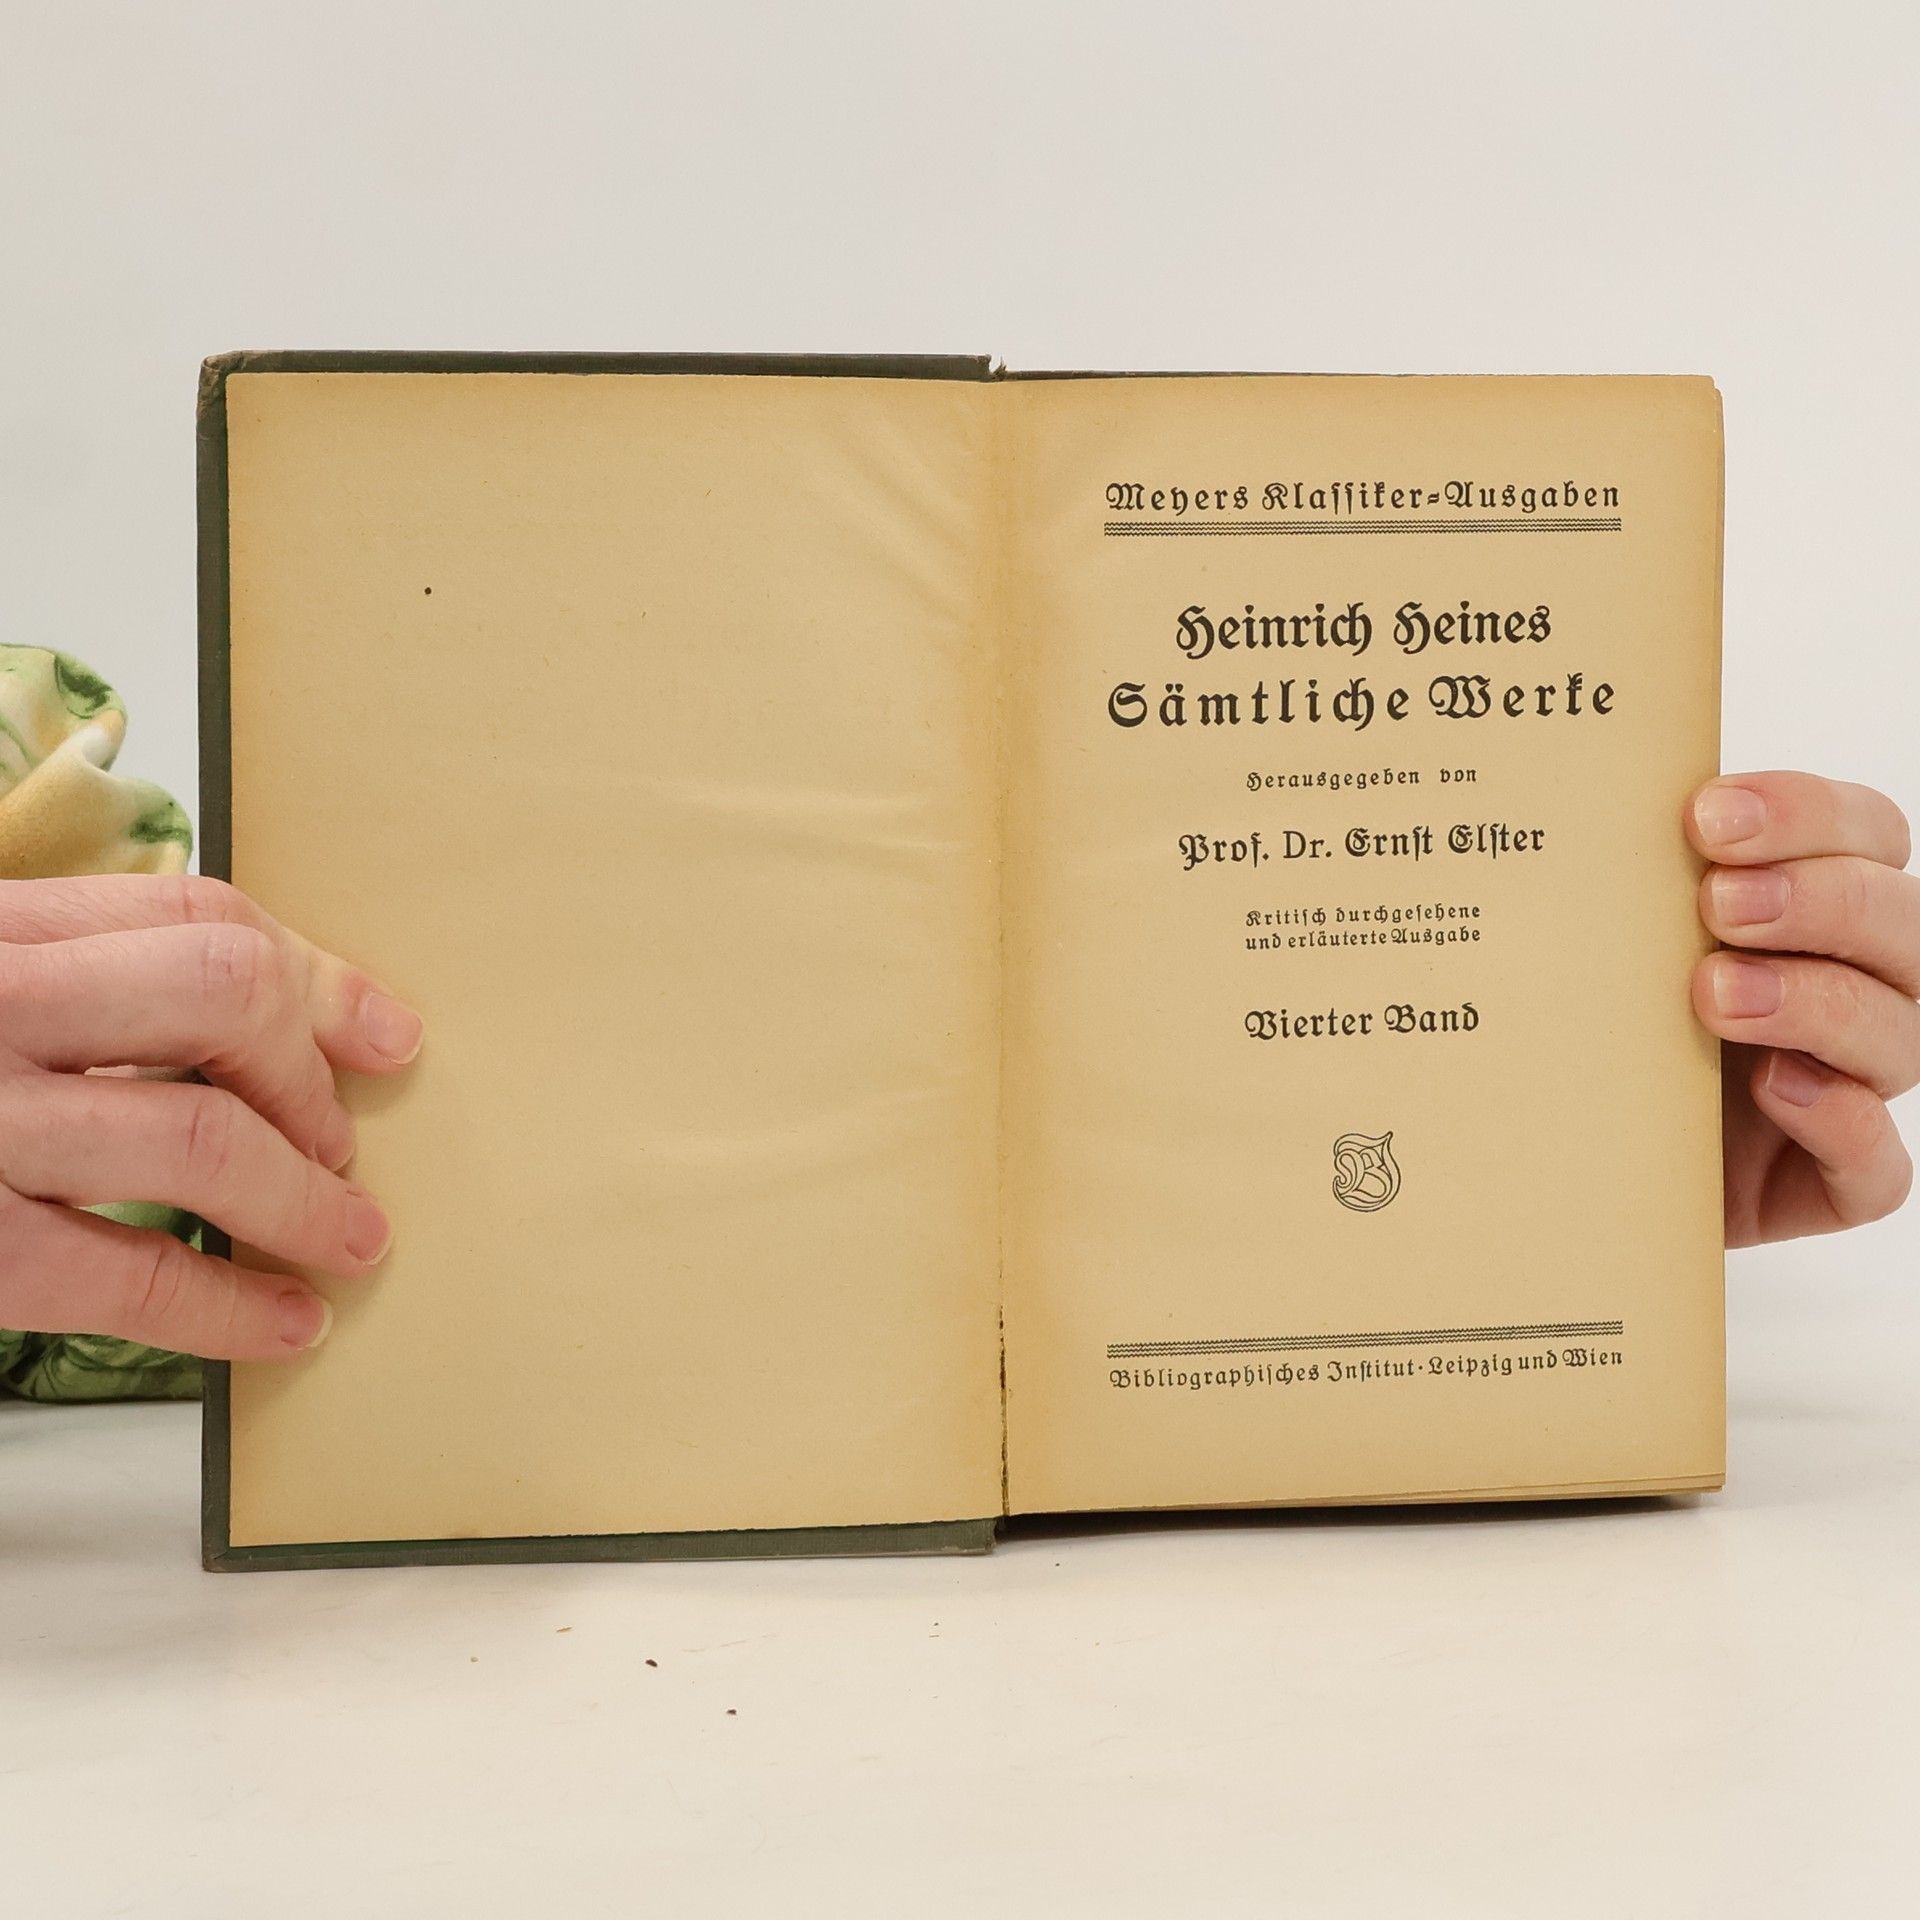 Meyers Klaſſiker-Ausgaben
Heinrich Heines
Sämtliche Werke
Herausgegeben von
Prof. Dr. Ernſt Elſter
Kritiſch durchgeſehene
und erläuterte Ausgabe
Vierter Band
BI
Bibliographiſches Inſtitut · Leipzig und Wien